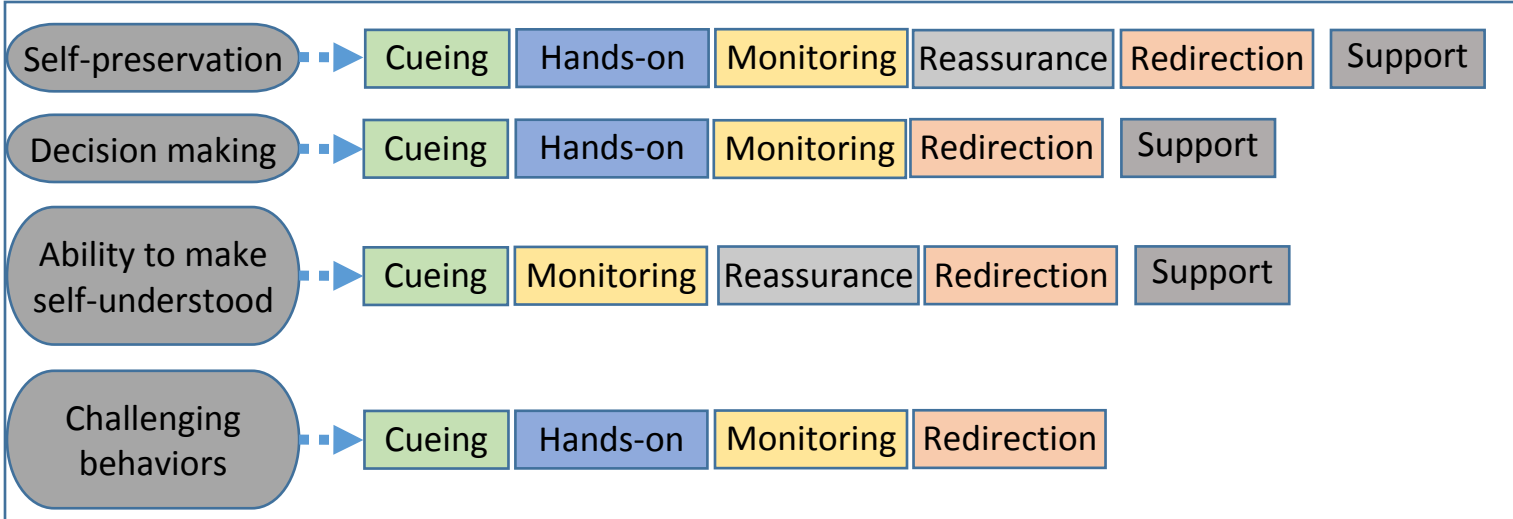 Self-preservation Cueing Hands-on Monitoring Reassurance Redirection Support
Decision making Cueing Hands-on Monitoring Redirection Support
Ability to make
self-understood
Cueing Monitoring Reassurance Redirection Support
Challenging
behaviors
Cueing Hands-on Monitoring Redirection